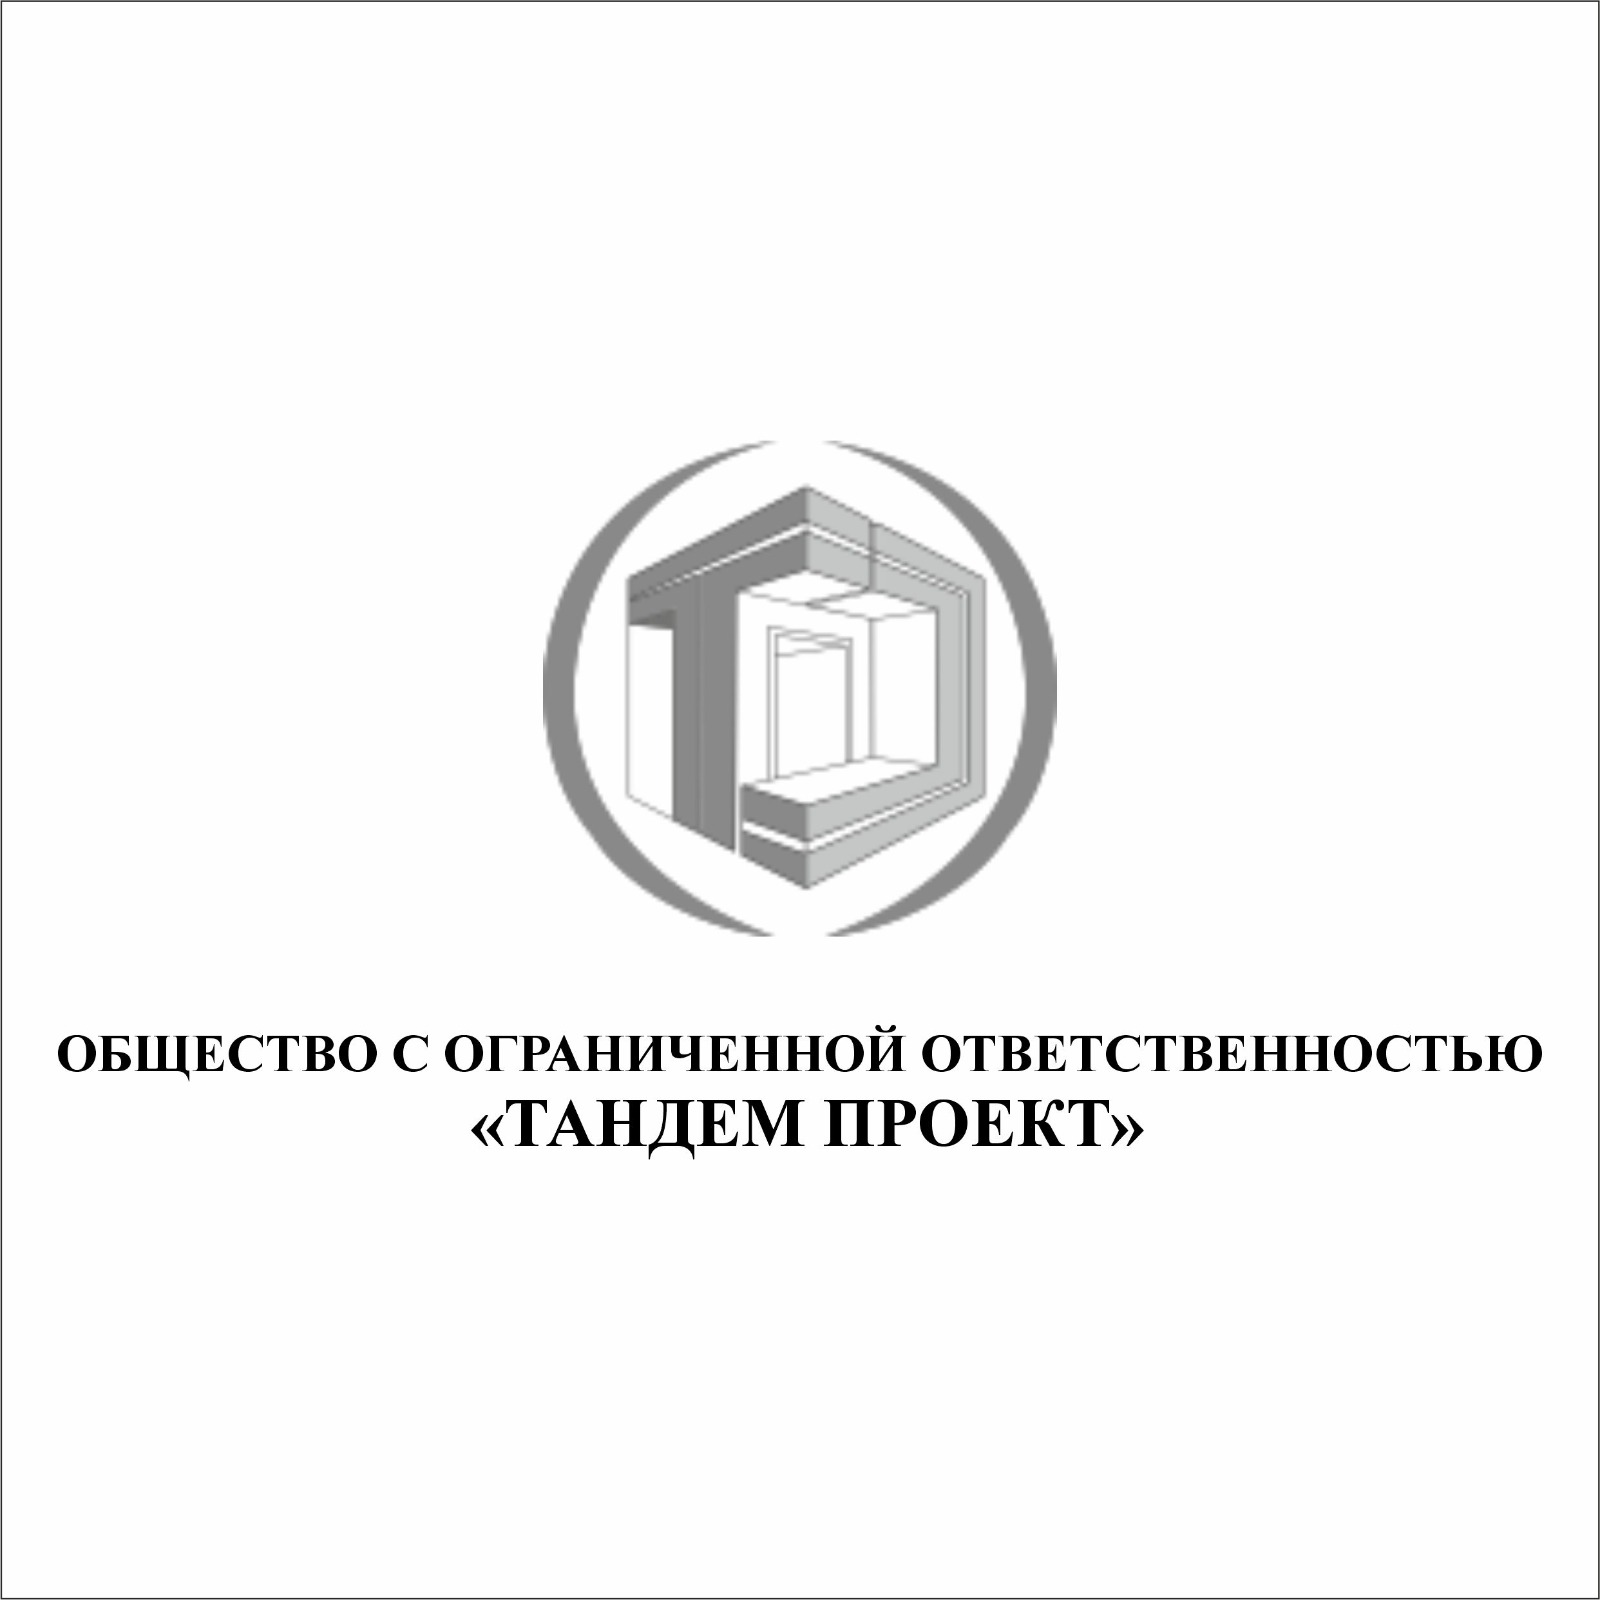 ОБЩЕСТВО С ОГРАНИЧЕННОЙ ОТВЕТСТВЕННОСТЬЮ
«ТАНДЕМ ПРОЕКТ»